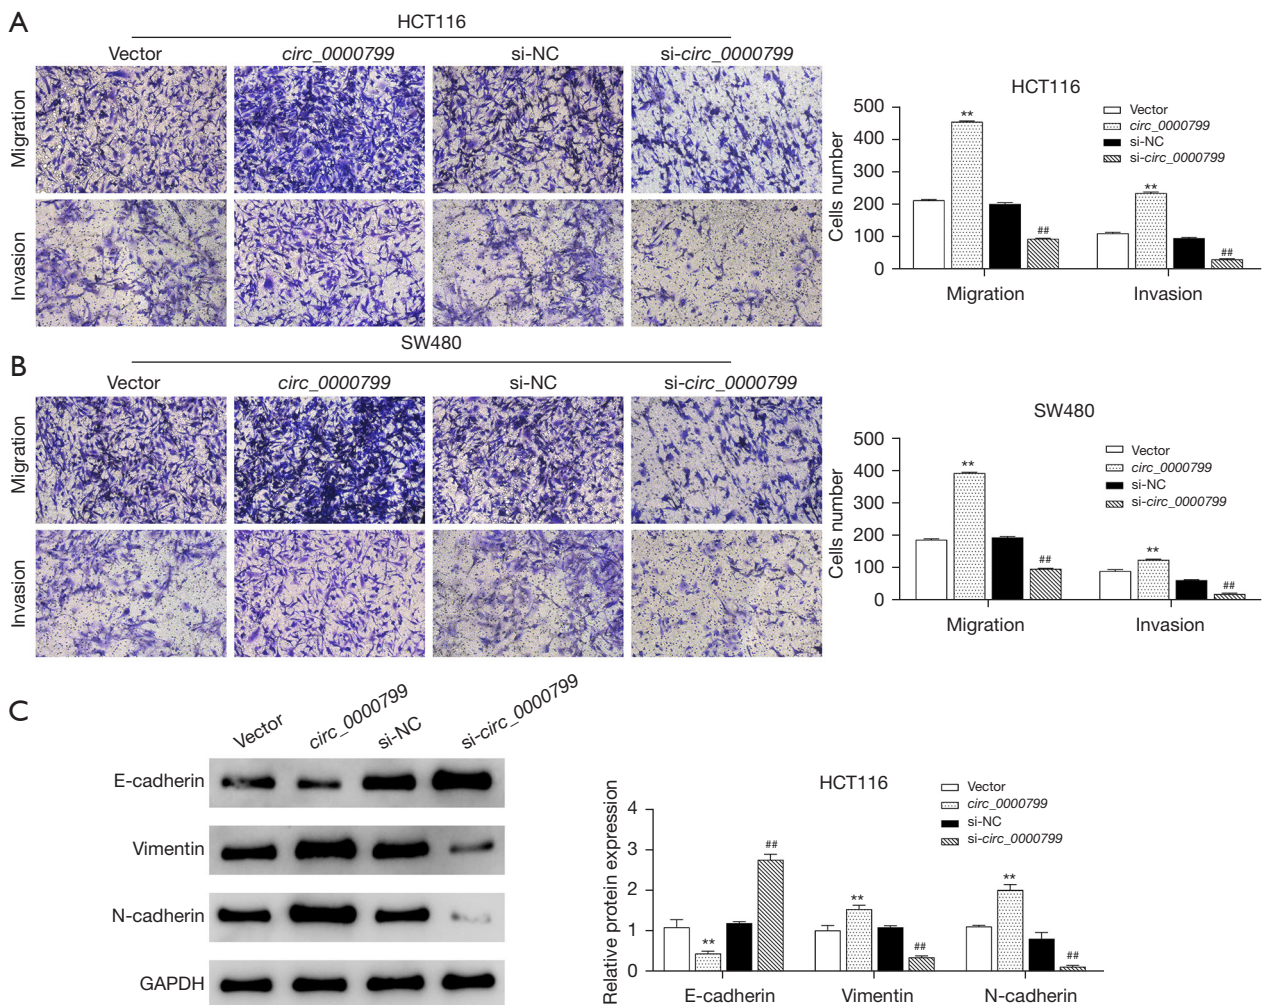 A
HCT116
Vector circ_0000799 si-NC si-circ_0000799
Migration
Invasion
HCT116
Vector
circ_0000799
si-NC
si-circ_0000799
Cells number
500
400
300
200
100
0
** ## ** ##
Migration Invasion
B
SW480
Vector circ_0000799 si-NC si-circ_0000799
Migration
Invasion
SW480
Vector
circ_0000799
si-NC
si-circ_0000799
Cells number
500
400
300
200
100
0
** ## ** ##
Migration Invasion
C
Vector circ_0000799 si-NC si-circ_0000799
E-cadherin
Vimentin
N-cadherin
GAPDH
HCT116
Vector
circ_0000799
si-NC
si-circ_0000799
Relative protein expression
4
3
2
1
0
** ## ** ## ** ##
E-cadherin Vimentin N-cadherin